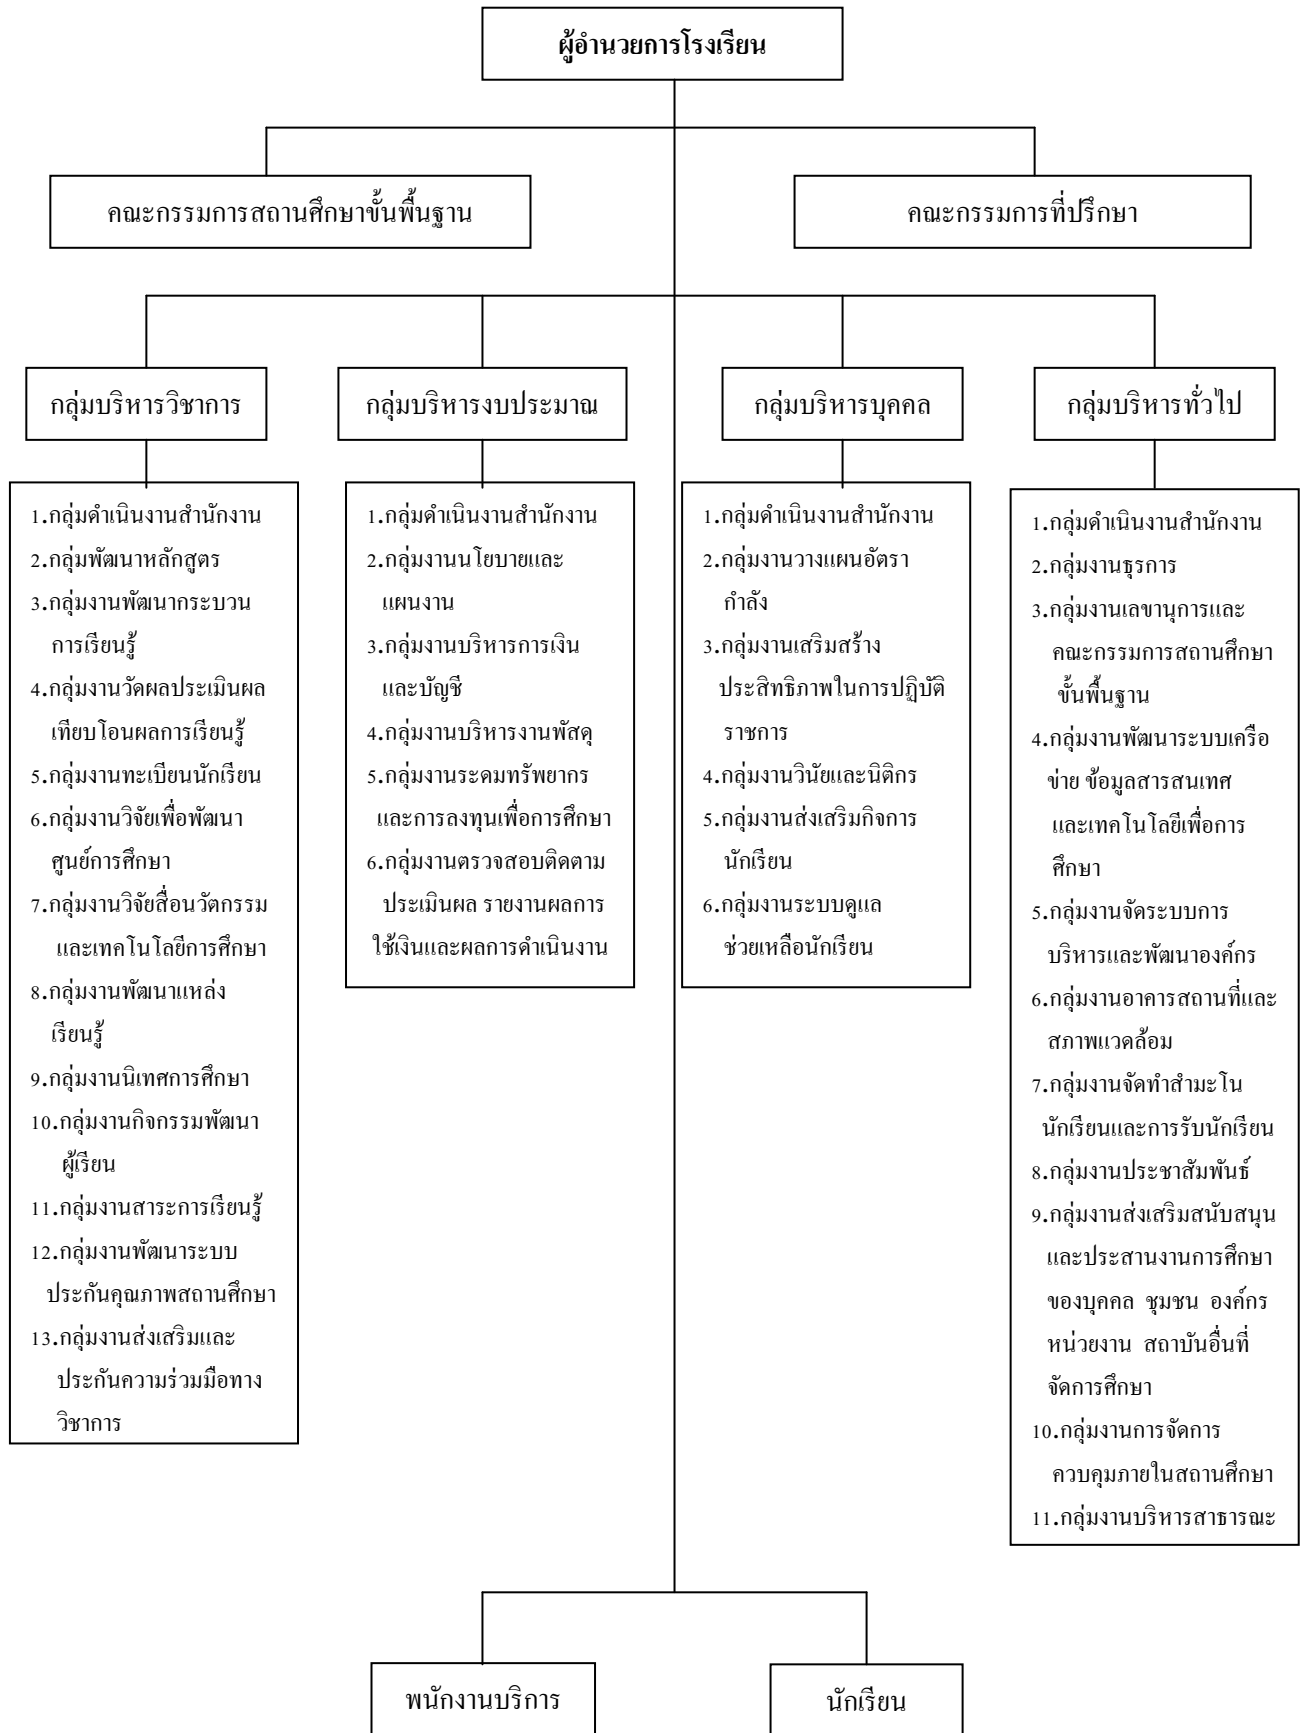 ผู้อำนวยการโรงเรียน
คณะกรรมการสถานศึกษาขั้นพื้นฐาน
คณะกรรมการที่ปรึกษา
กลุ่มบริหารวิชาการ
กลุ่มบริหารงบประมาณ
กลุ่มบริหารบุคคล
กลุ่มบริหารทั่วไป
1.กลุ่มดำเนินงานสำนักงาน
2.กลุ่มพัฒนาหลักสูตร
3.กลุ่มงานพัฒนากระบวน
การเรียนรู้
4.กลุ่มงานวัดผลประเมินผล
เทียบโอนผลการเรียนรู้
5.กลุ่มงานทะเบียนนักเรียน
6.กลุ่มงานวิจัยเพื่อพัฒนา
ศูนย์การศึกษา
7.กลุ่มงานวิจัยสื่อนวัตกรรม
และเทคโนโลยีการศึกษา
8.กลุ่มงานพัฒนาแหล่ง
เรียนรู้
9.กลุ่มงานนิเทศการศึกษา
10.กลุ่มงานกิจกรรมพัฒนา
ผู้เรียน
11.กลุ่มงานสาระการเรียนรู้
12.กลุ่มงานพัฒนาระบบ
ประกันคุณภาพสถานศึกษา
13.กลุ่มงานส่งเสริมและ
ประกันความร่วมมือทาง
วิชาการ
1.กลุ่มดำเนินงานสำนักงาน
2.กลุ่มงานนโยบายและ
แผนงาน
3.กลุ่มงานบริหารการเงิน
และบัญชี
4.กลุ่มงานบริหารงานพัสดุ
5.กลุ่มงานระดมทรัพยากร
และการลงทุนเพื่อการศึกษา
6.กลุ่มงานตรวจสอบติดตาม
ประเมินผล รายงานผลการ
ใช้เงินและผลการดำเนินงาน
1.กลุ่มดำเนินงานสำนักงาน
2.กลุ่มงานวางแผนอัตรา
กำลัง
3.กลุ่มงานเสริมสร้าง
ประสิทธิภาพในการปฏิบัติ
ราชการ
4.กลุ่มงานวินัยและนิติกร
5.กลุ่มงานส่งเสริมกิจการ
นักเรียน
6.กลุ่มงานระบบดูแล
ช่วยเหลือนักเรียน
1.กลุ่มดำเนินงานสำนักงาน
2.กลุ่มงานธุรการ
3.กลุ่มงานเลขานุการและ
คณะกรรมการสถานศึกษา
ขั้นพื้นฐาน
4.กลุ่มงานพัฒนาระบบเครือ
ข่าย ข้อมูลสารสนเทศ
และเทคโนโลยีเพื่อการ
ศึกษา
5.กลุ่มงานจัดระบบการ
บริหารและพัฒนาองค์กร
6.กลุ่มงานอาคารสถานที่และ
สภาพแวดล้อม
7.กลุ่มงานจัดทำสำมะโน
นักเรียนและการรับนักเรียน
8.กลุ่มงานประชาสัมพันธ์
9.กลุ่มงานส่งเสริมสนับสนุน
และประสานงานการศึกษา
ของบุคคล ชุมชน องค์กร
หน่วยงาน สถาบันอื่นที่
จัดการศึกษา
10.กลุ่มงานการจัดการ
ควบคุมภายในสถานศึกษา
11.กลุ่มงานบริหารสาธารณะ
พนักงานบริการ
นักเรียน